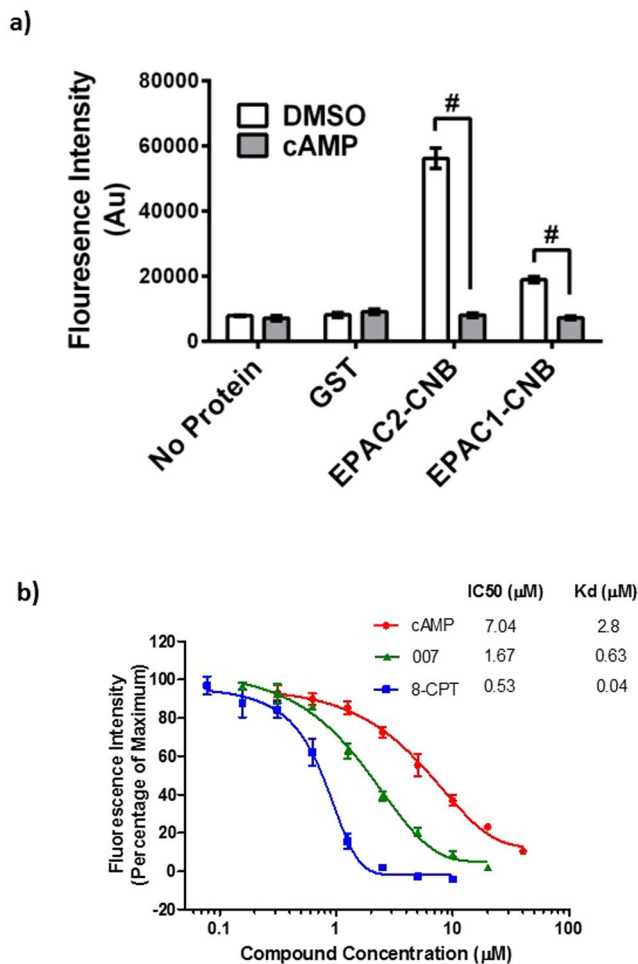 a)
Flouresence Intensity
(Au)
80000
60000
40000
20000
0
DMSO
cAMP
#
#
No Protein
GST
EPAC2-CNB
EPAC1-CNB
b)
IC50 (μM) Kd (μM)
cAMP 7.04 2.8
007 1.67 0.63
8-CPT 0.53 0.04
Fluorescence Intensity
(Percentage of Maximum)
120
100
80
60
40
20
0
-20
0.1 1 10 100
Compound Concentration (μM)